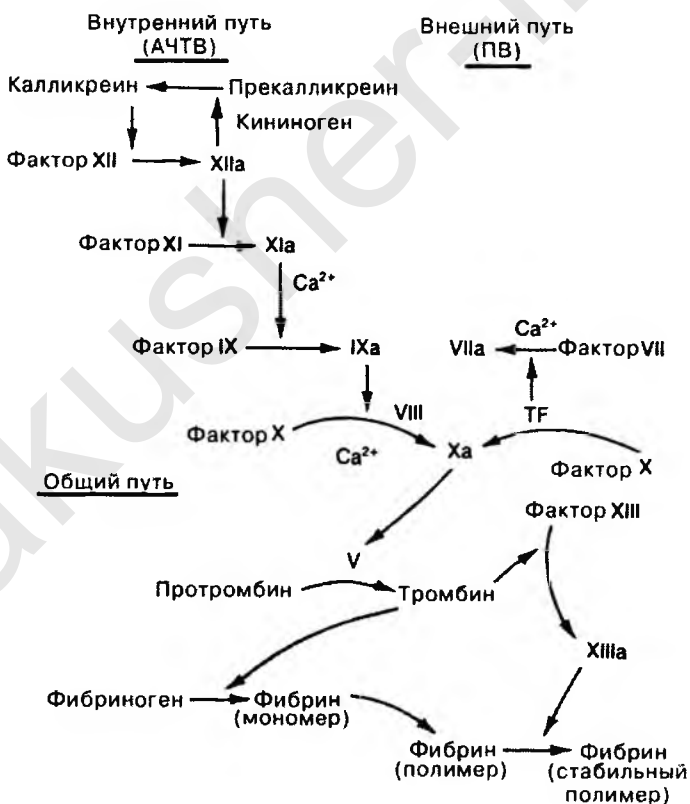 Внутренний путь
(АЧТВ)
Внешний путь
(ПВ)
Калликреин Прекалликреин
Кининоген
Фактор XII XIIa
Фактор XI XIa
Ca²⁺
Фактор IX IXa
Ca²⁺
VIIa Фактор VII
TF
VIII
Фактор X
Ca²⁺
Xa
Фактор X
Общий путь
Фактор XIII
V
Протромбин Тромбин
XIIIa
Фибриноген Фибрин
(мономер)
Фибрин
(полимер)
Фибрин
(стабильный
полимер)
akusher-